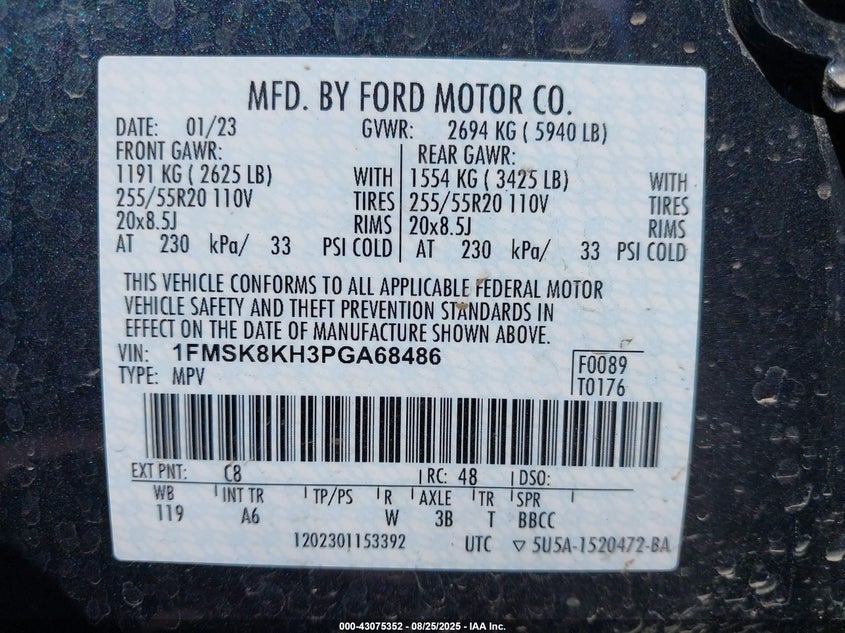 MFD. BY FORD MOTOR CO.
DATE: 01/23 GVWR: 2694 KG ( 5940 LB)
FRONT GAWR: REAR GAWR:
1191 KG ( 2625 LB) WITH 1554 KG ( 3425 LB) WITH
255/55R20 110V TIRES 255/55R20 110V TIRES
20x8.5J RIMS 20x8.5J RIMS
AT 230 kPa/ 33 PSI COLD AT 230 kPa/ 33 PSI COLD
THIS VEHICLE CONFORMS TO ALL APPLICABLE FEDERAL MOTOR
VEHICLE SAFETY AND THEFT PREVENTION STANDARDS IN
EFFECT ON THE DATE OF MANUFACTURE SHOWN ABOVE.
VIN: 1FMSK8KH3PGA68486 F0089
TYPE: MPV T0176
EXT PNT: C8 RC: 48 DSO:
WB INT TR TP/PS R AXLE TR SPR
119 A6 W 3B T BBCC
1202301153392 UTC ▽ 5U5A-1520472-BA
000-43075352 - 08/25/2025 - IAA Inc.